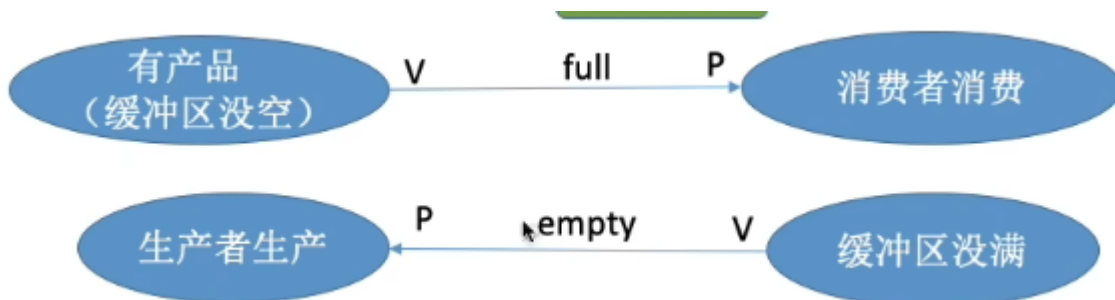 有产品
（缓冲区没空）
V full P
消费者消费
生产者生产
P empty V
缓冲区没满